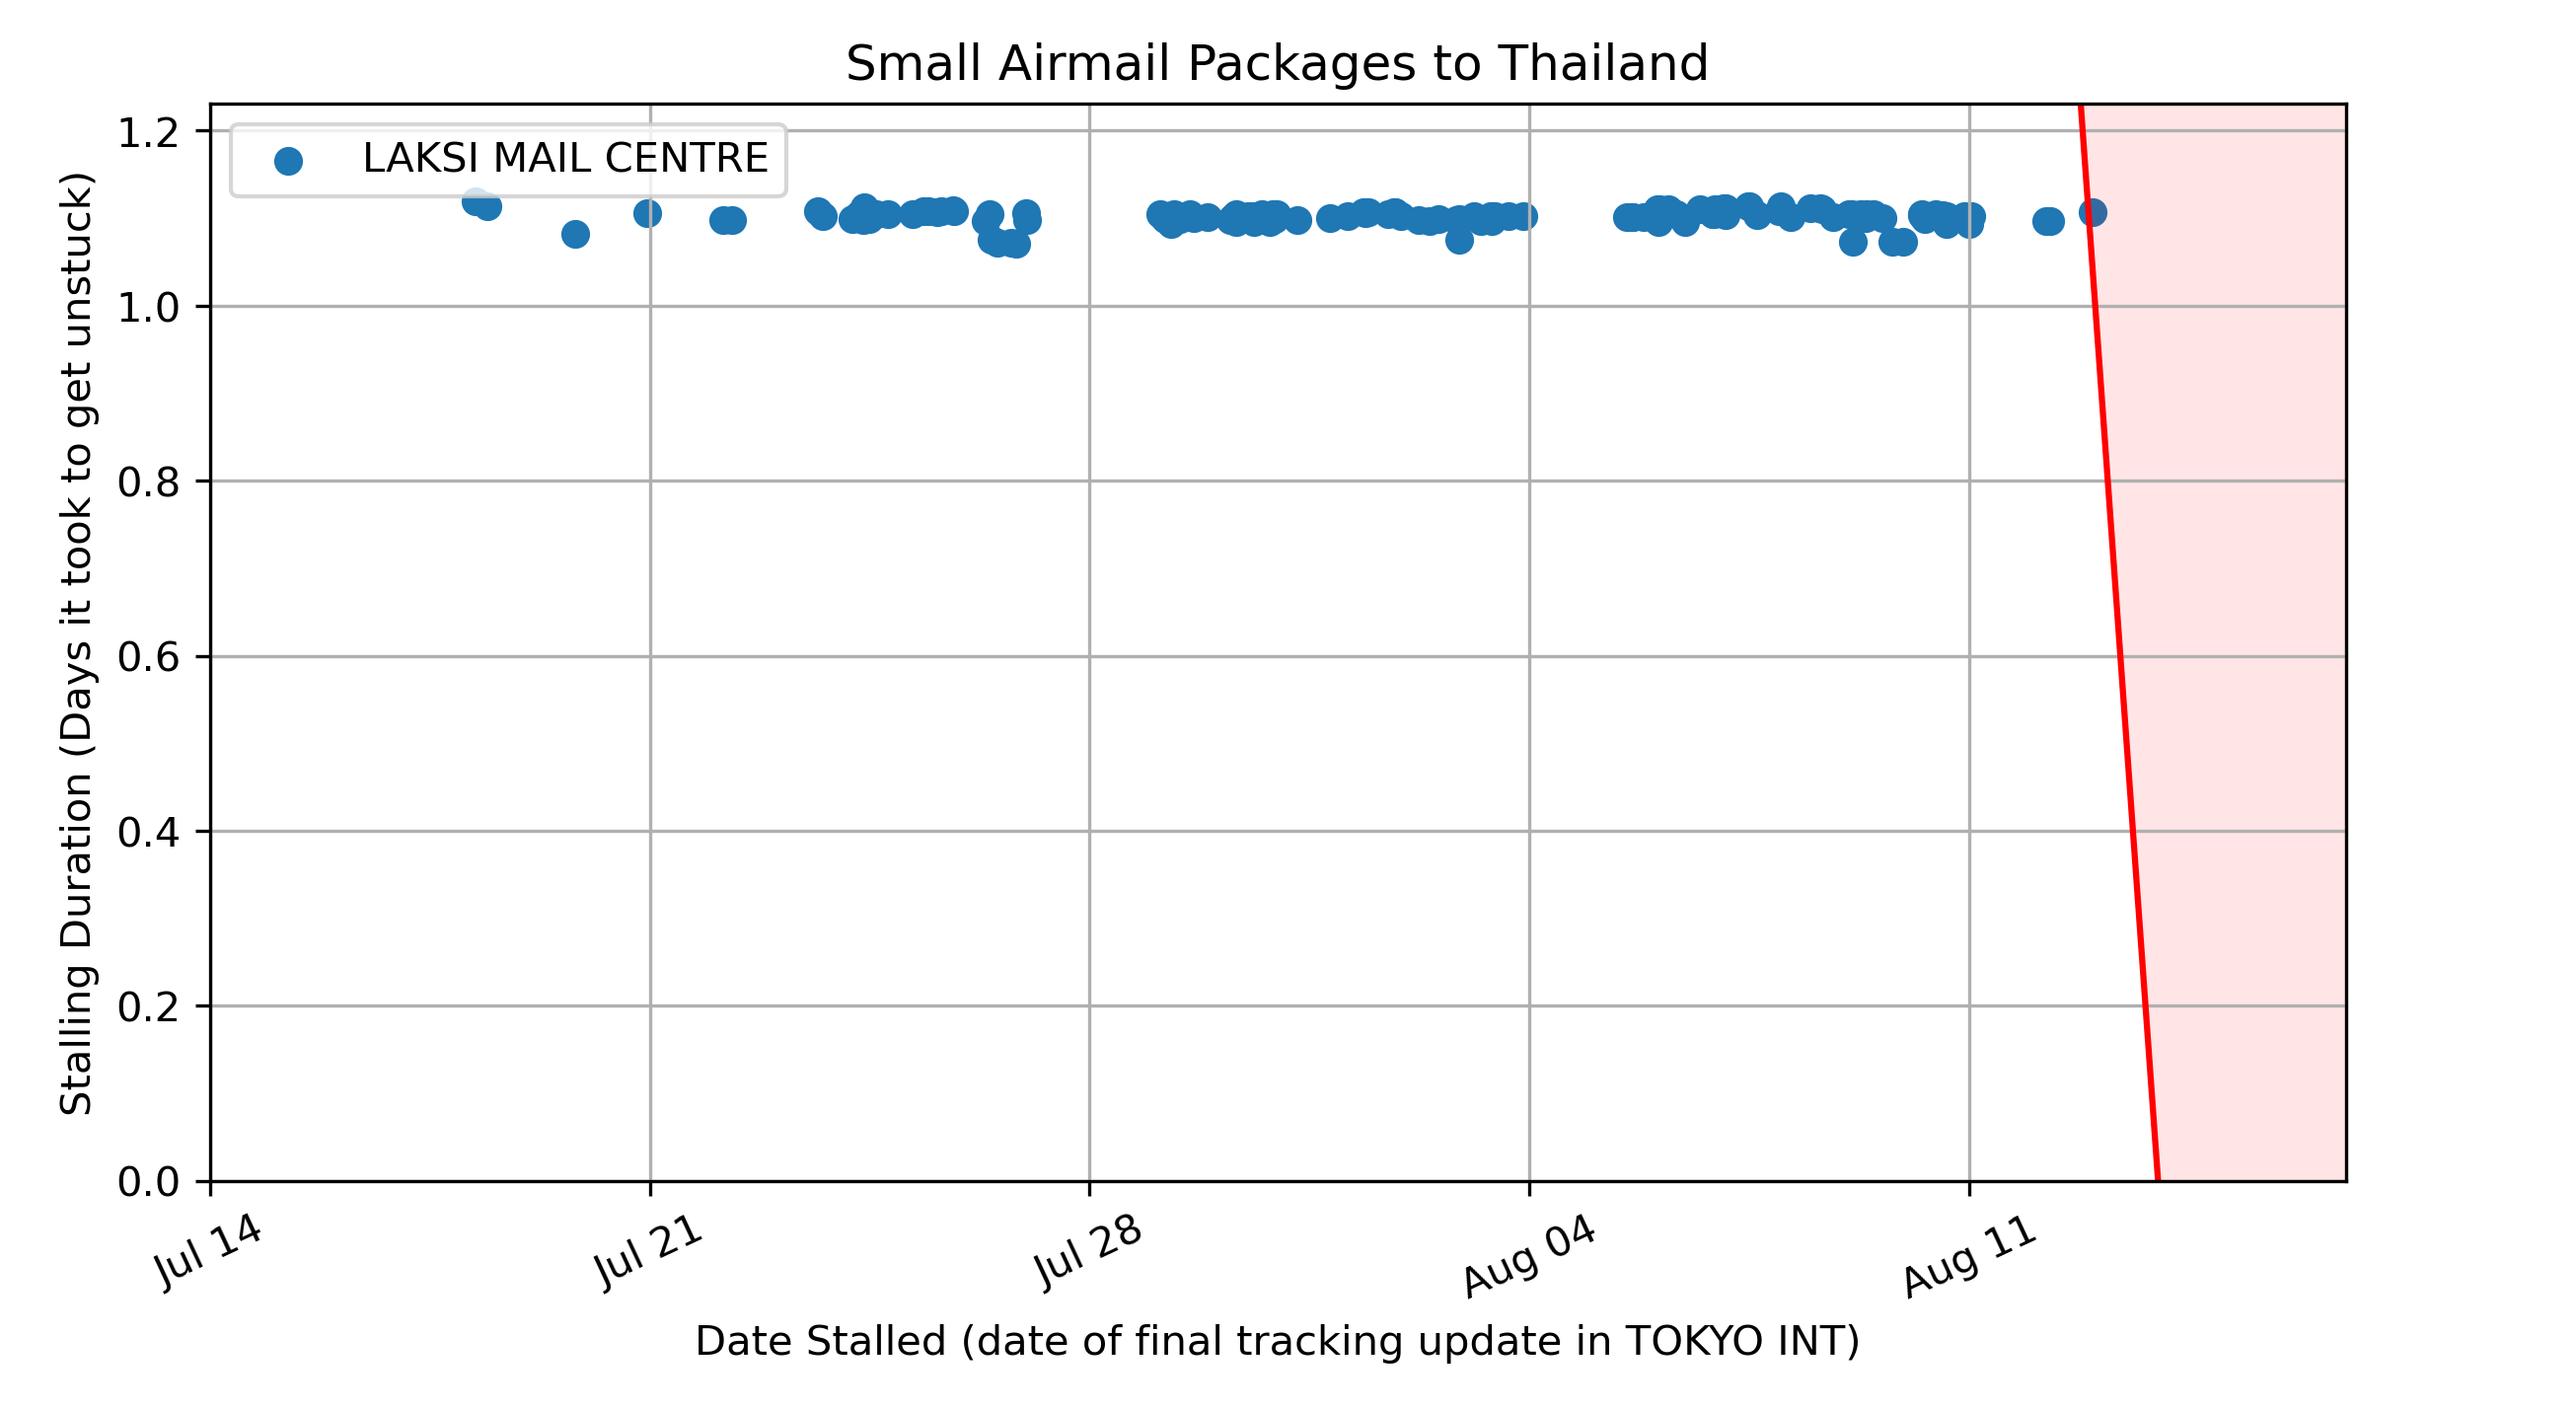 Small Airmail Packages to Thailand
LAKSI MAIL CENTRE
Stalling Duration (Days it took to get unstuck)
1.2
1.0
0.8
0.6
0.4
0.2
0.0
Jul 14
Jul 21
Jul 28
Aug 04
Aug 11
Date Stalled (date of final tracking update in TOKYO INT)